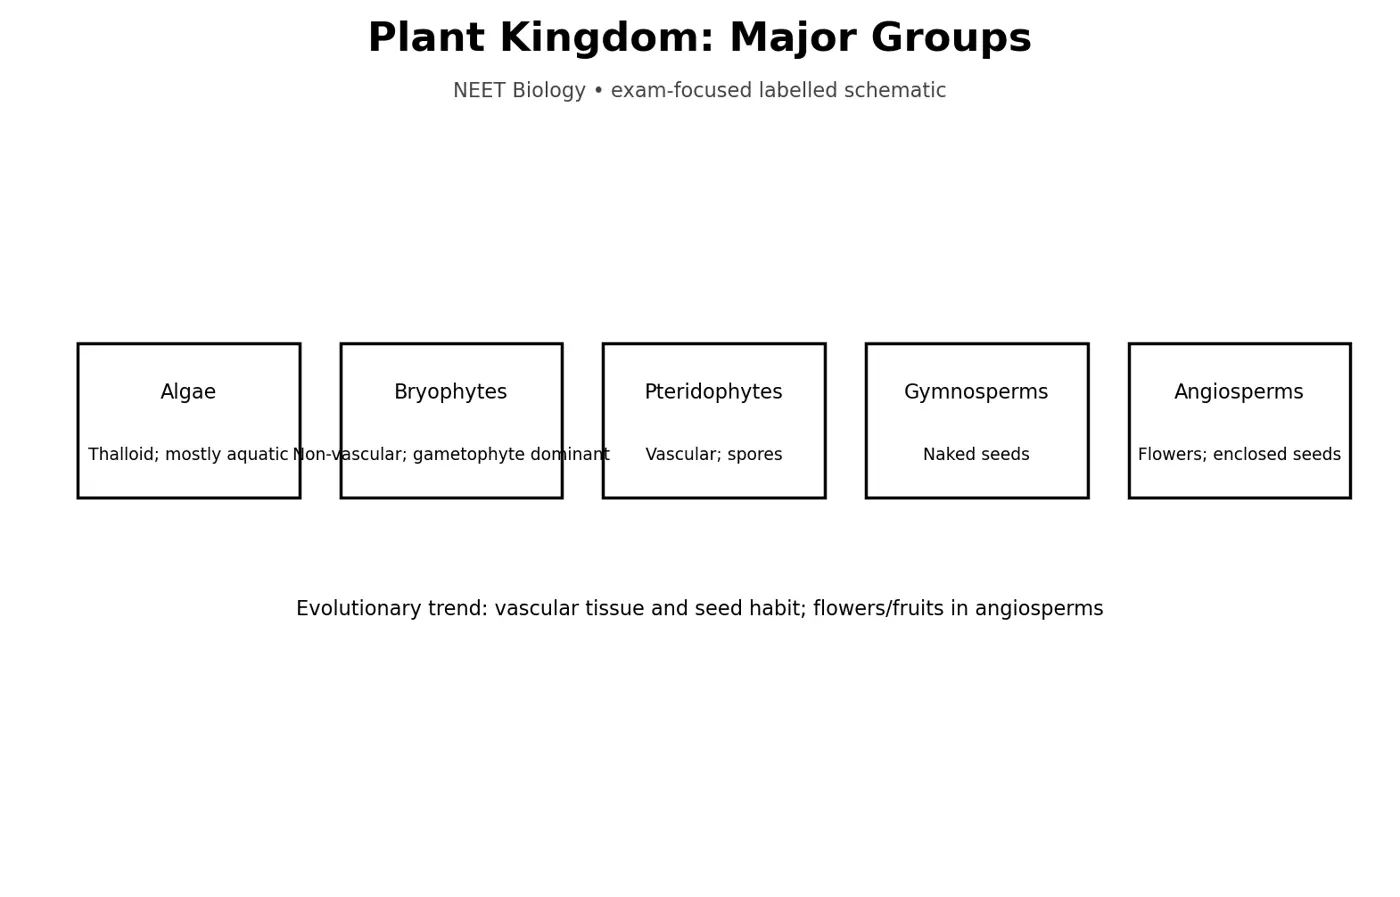 Plant Kingdom: Major Groups
NEET Biology • exam-focused labelled schematic
Algae
Thalloid; mostly aquatic
Bryophytes
Non-vascular; gametophyte dominant
Pteridophytes
Vascular; spores
Gymnosperms
Naked seeds
Angiosperms
Flowers; enclosed seeds
Evolutionary trend: vascular tissue and seed habit; flowers/fruits in angiosperms